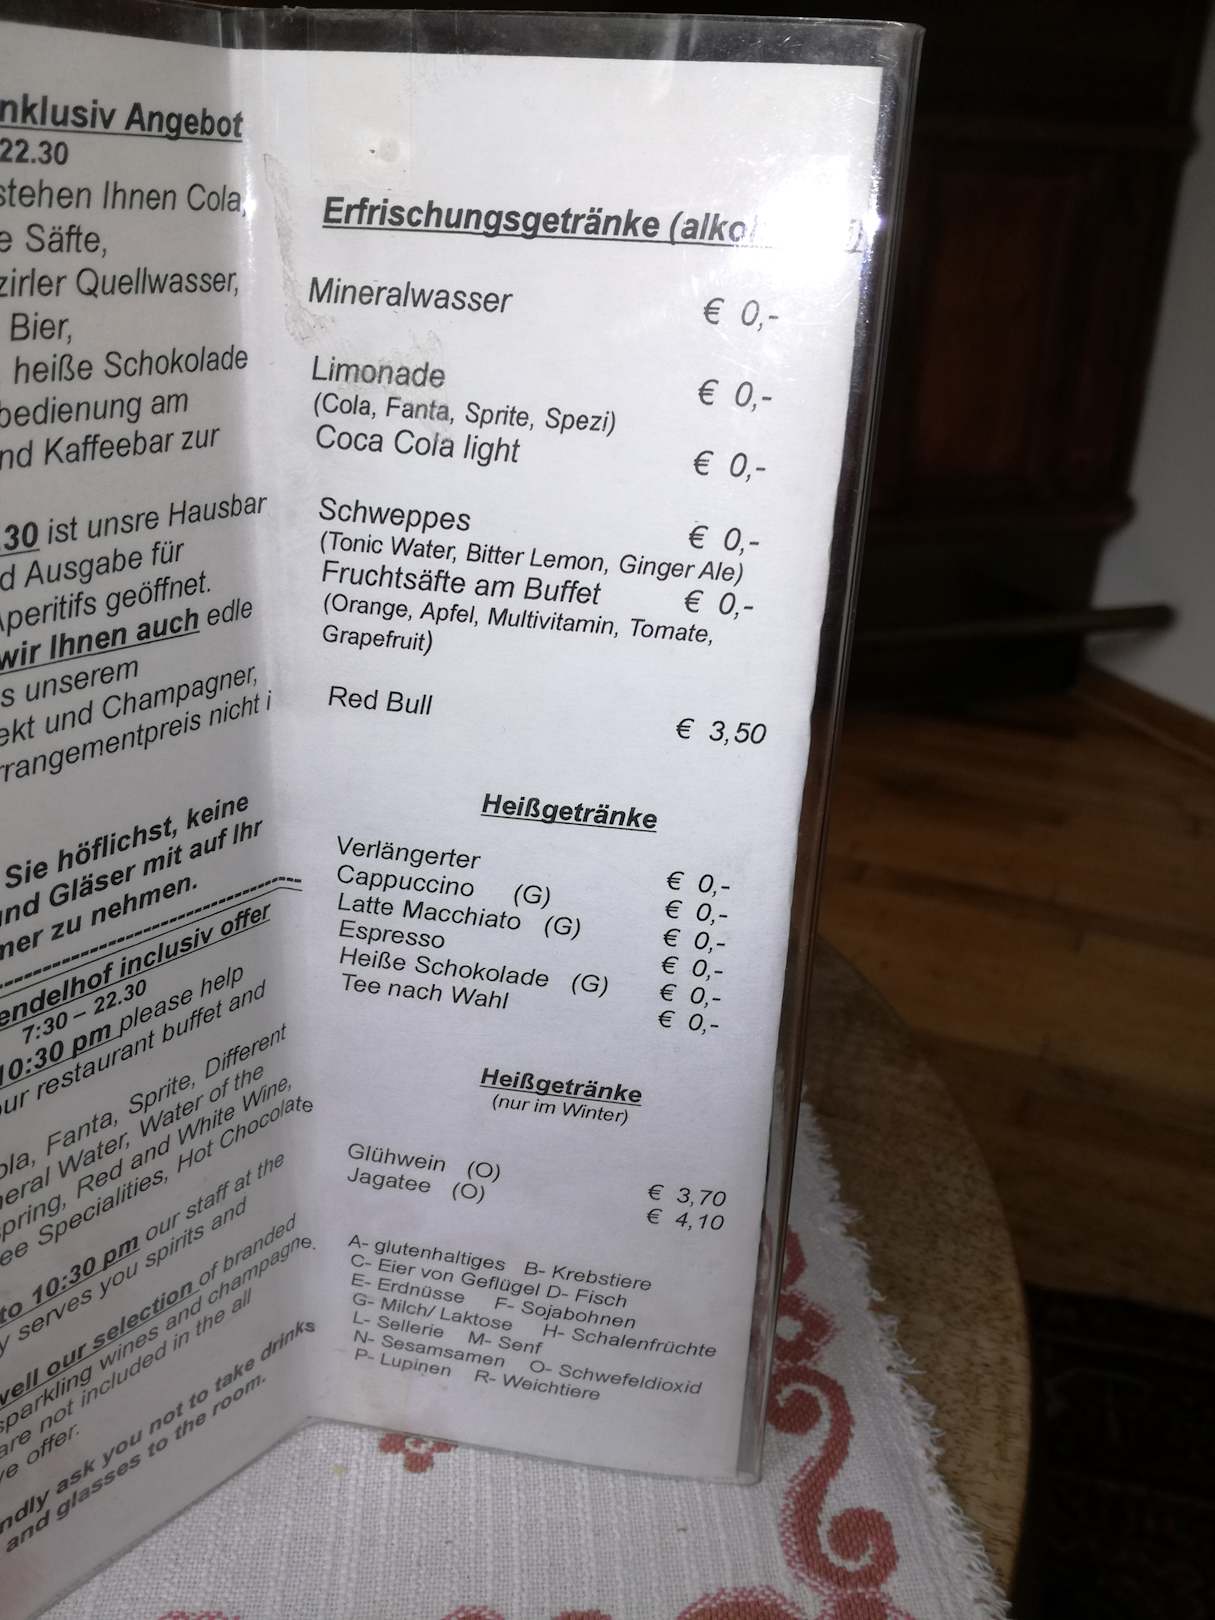 nklusiv Angebot
22.30
stehen Ihnen Cola,
e Säfte,
zirler Quellwasser,
Bier,
heiße Schokolade
bedienung am
nd Kaffeebar zur
.30 ist unsre Hausbar
d Ausgabe für
Aperitifs geöffnet.
wir Ihnen auch edle
s unserem
ekt und Champagner,
rrangementpreis nicht i
Sie höflichst, keine
und Gläser mit auf Ihr
mer zu nehmen.
endelhof inclusiv offer
7:30 – 22.30
10:30 pm please help
our restaurant buffet and
ola, Fanta, Sprite, Different
neral Water, Water of the
spring, Red and White Wine,
ee Specialities, Hot Chocolate
to 10:30 pm our staff at the
y serves you spirits and
well our selection of branded
sparkling wines and champagne.
are not included in the all
ve offer.
ndly ask you not to take drinks
and glasses to the room.
Erfrischungsgetränke (alko
Mineralwasser € 0,-
Limonade € 0,-
(Cola, Fanta, Sprite, Spezi)
Coca Cola light € 0,-
Schweppes € 0,-
(Tonic Water, Bitter Lemon, Ginger Ale)
Fruchtsäfte am Buffet € 0,-
(Orange, Apfel, Multivitamin, Tomate,
Grapefruit)
Red Bull € 3,50
Heißgetränke
Verlängerter € 0,-
Cappuccino (G) € 0,-
Latte Macchiato (G) € 0,-
Espresso € 0,-
Heiße Schokolade (G) € 0,-
Tee nach Wahl € 0,-
Heißgetränke
(nur im Winter)
Glühwein (O) € 3,70
Jagatee (O) € 4,10
A- glutenhaltiges B- Krebstiere
C- Eier von Geflügel D- Fisch
E- Erdnüsse F- Sojabohnen
G- Milch/ Laktose H- Schalenfrüchte
L- Sellerie M- Senf
N- Sesamsamen O- Schwefeldioxid
P- Lupinen R- Weichtiere